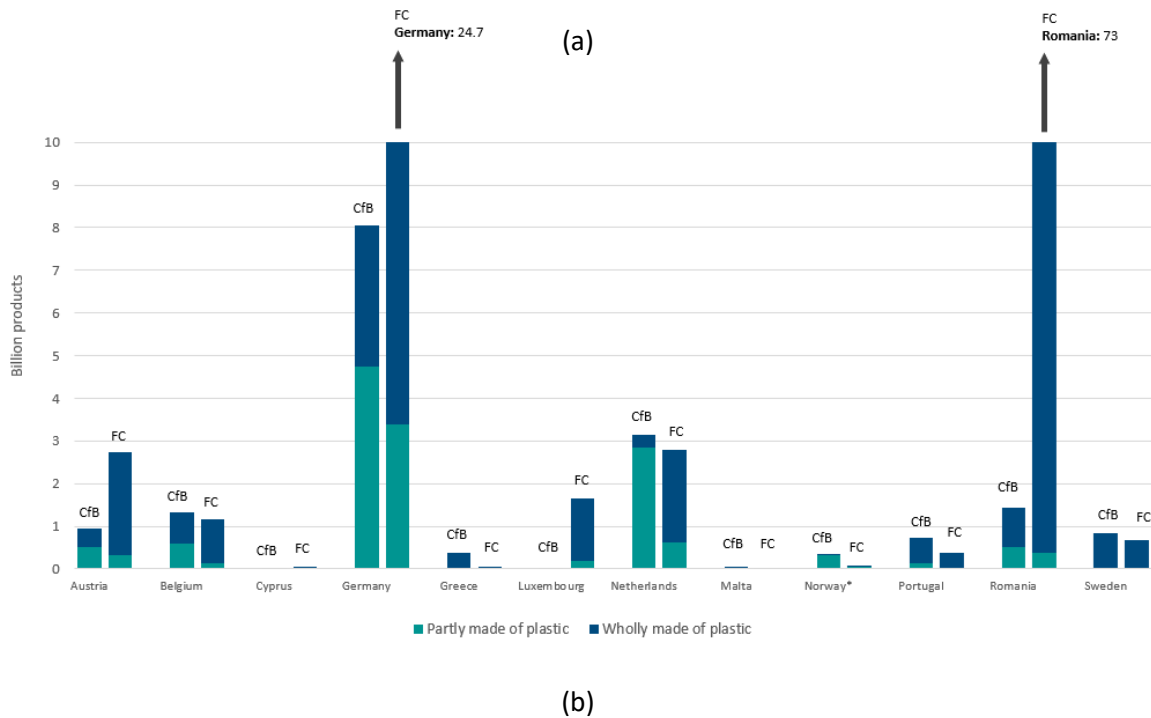 FC
Germany: 24.7
(a)
FC
Romania: 73
10
9
8
7
6
5
4
3
2
1
0
Billion products
CfB
FC
CfB
FC
CfB
FC
CfB
CfB
FC
CfB
FC
CfB
FC
CfB
FC
CfB
FC
CfB
FC
CfB
CfB
FC
Austria
Belgium
Cyprus
Germany
Greece
Luxembourg
Netherlands
Malta
Norway*
Portugal
Romania
Sweden
Partly made of plastic
Wholly made of plastic
(b)